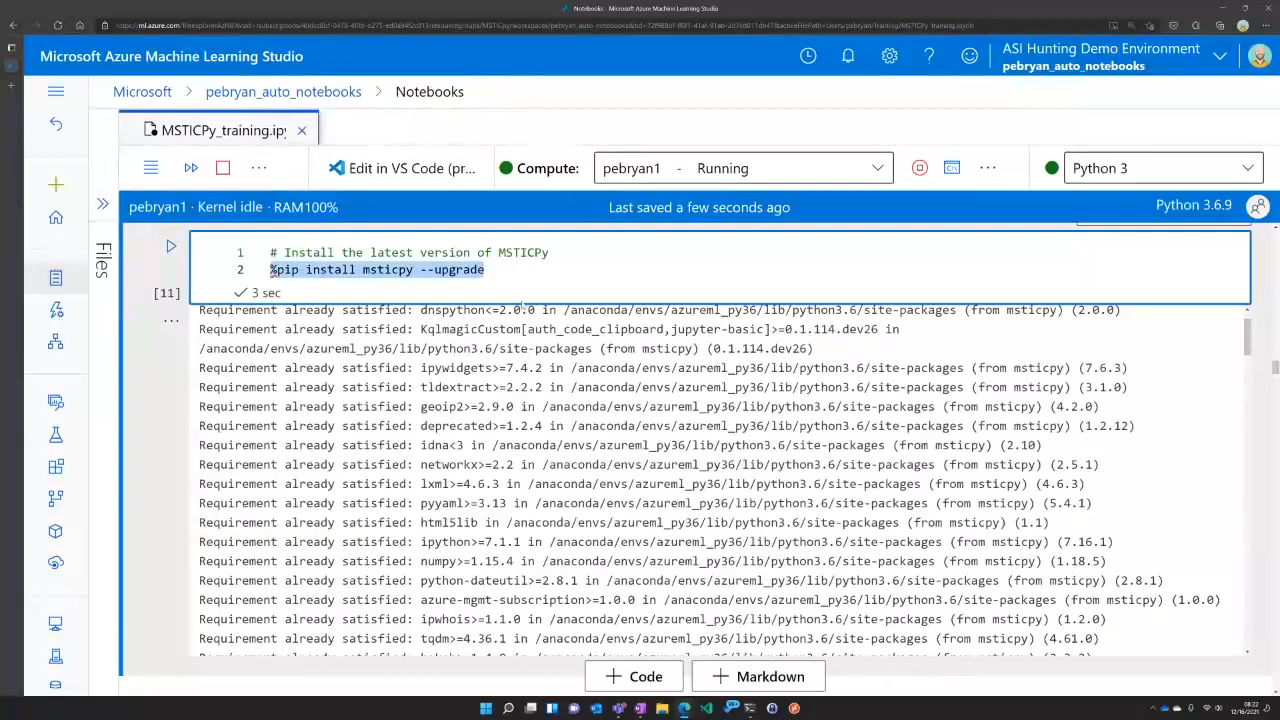 Notebooks - Microsoft Azure Machine Learning Studio
Microsoft Azure Machine Learning Studio
ASI Hunting Demo Environment
pebryan_auto_notebooks
Microsoft > pebryan_auto_notebooks > Notebooks
MSTICPy_training.ipy
Edit in VS Code (pr...
Compute:
pebryan1 - Running
Python 3
pebryan1 · Kernel idle · RAM100%
Last saved a few seconds ago
Python 3.6.9
Files
1 # Install the latest version of MSTICPy
2 %pip install msticpy --upgrade
[11]
3 sec
Requirement already satisfied: dnspython<=2.0.0 in /anaconda/envs/azureml_py36/lib/python3.6/site-packages (from msticpy) (2.0.0)
Requirement already satisfied: KqlmagicCustom[auth_code_clipboard,jupyter-basic]>=0.1.114.dev26 in
/anaconda/envs/azureml_py36/lib/python3.6/site-packages (from msticpy) (0.1.114.dev26)
Requirement already satisfied: ipywidgets>=7.4.2 in /anaconda/envs/azureml_py36/lib/python3.6/site-packages (from msticpy) (7.6.3)
Requirement already satisfied: tldextract>=2.2.2 in /anaconda/envs/azureml_py36/lib/python3.6/site-packages (from msticpy) (3.1.0)
Requirement already satisfied: geoip2>=2.9.0 in /anaconda/envs/azureml_py36/lib/python3.6/site-packages (from msticpy) (4.2.0)
Requirement already satisfied: deprecated>=1.2.4 in /anaconda/envs/azureml_py36/lib/python3.6/site-packages (from msticpy) (1.2.12)
Requirement already satisfied: idna<3 in /anaconda/envs/azureml_py36/lib/python3.6/site-packages (from msticpy) (2.10)
Requirement already satisfied: networkx>=2.2 in /anaconda/envs/azureml_py36/lib/python3.6/site-packages (from msticpy) (2.5.1)
Requirement already satisfied: lxml>=4.6.3 in /anaconda/envs/azureml_py36/lib/python3.6/site-packages (from msticpy) (4.6.3)
Requirement already satisfied: pyyaml>=3.13 in /anaconda/envs/azureml_py36/lib/python3.6/site-packages (from msticpy) (5.4.1)
Requirement already satisfied: html5lib in /anaconda/envs/azureml_py36/lib/python3.6/site-packages (from msticpy) (1.1)
Requirement already satisfied: ipython>=7.1.1 in /anaconda/envs/azureml_py36/lib/python3.6/site-packages (from msticpy) (7.16.1)
Requirement already satisfied: numpy>=1.15.4 in /anaconda/envs/azureml_py36/lib/python3.6/site-packages (from msticpy) (1.18.5)
Requirement already satisfied: python-dateutil>=2.8.1 in /anaconda/envs/azureml_py36/lib/python3.6/site-packages (from msticpy) (2.8.1)
Requirement already satisfied: azure-mgmt-subscription>=1.0.0 in /anaconda/envs/azureml_py36/lib/python3.6/site-packages (from msticpy) (1.0.0)
Requirement already satisfied: ipwhois>=1.1.0 in /anaconda/envs/azureml_py36/lib/python3.6/site-packages (from msticpy) (1.2.0)
Requirement already satisfied: tqdm>=4.36.1 in /anaconda/envs/azureml_py36/lib/python3.6/site-packages (from msticpy) (4.61.0)
+ Code
+ Markdown
08:22
12/16/2021